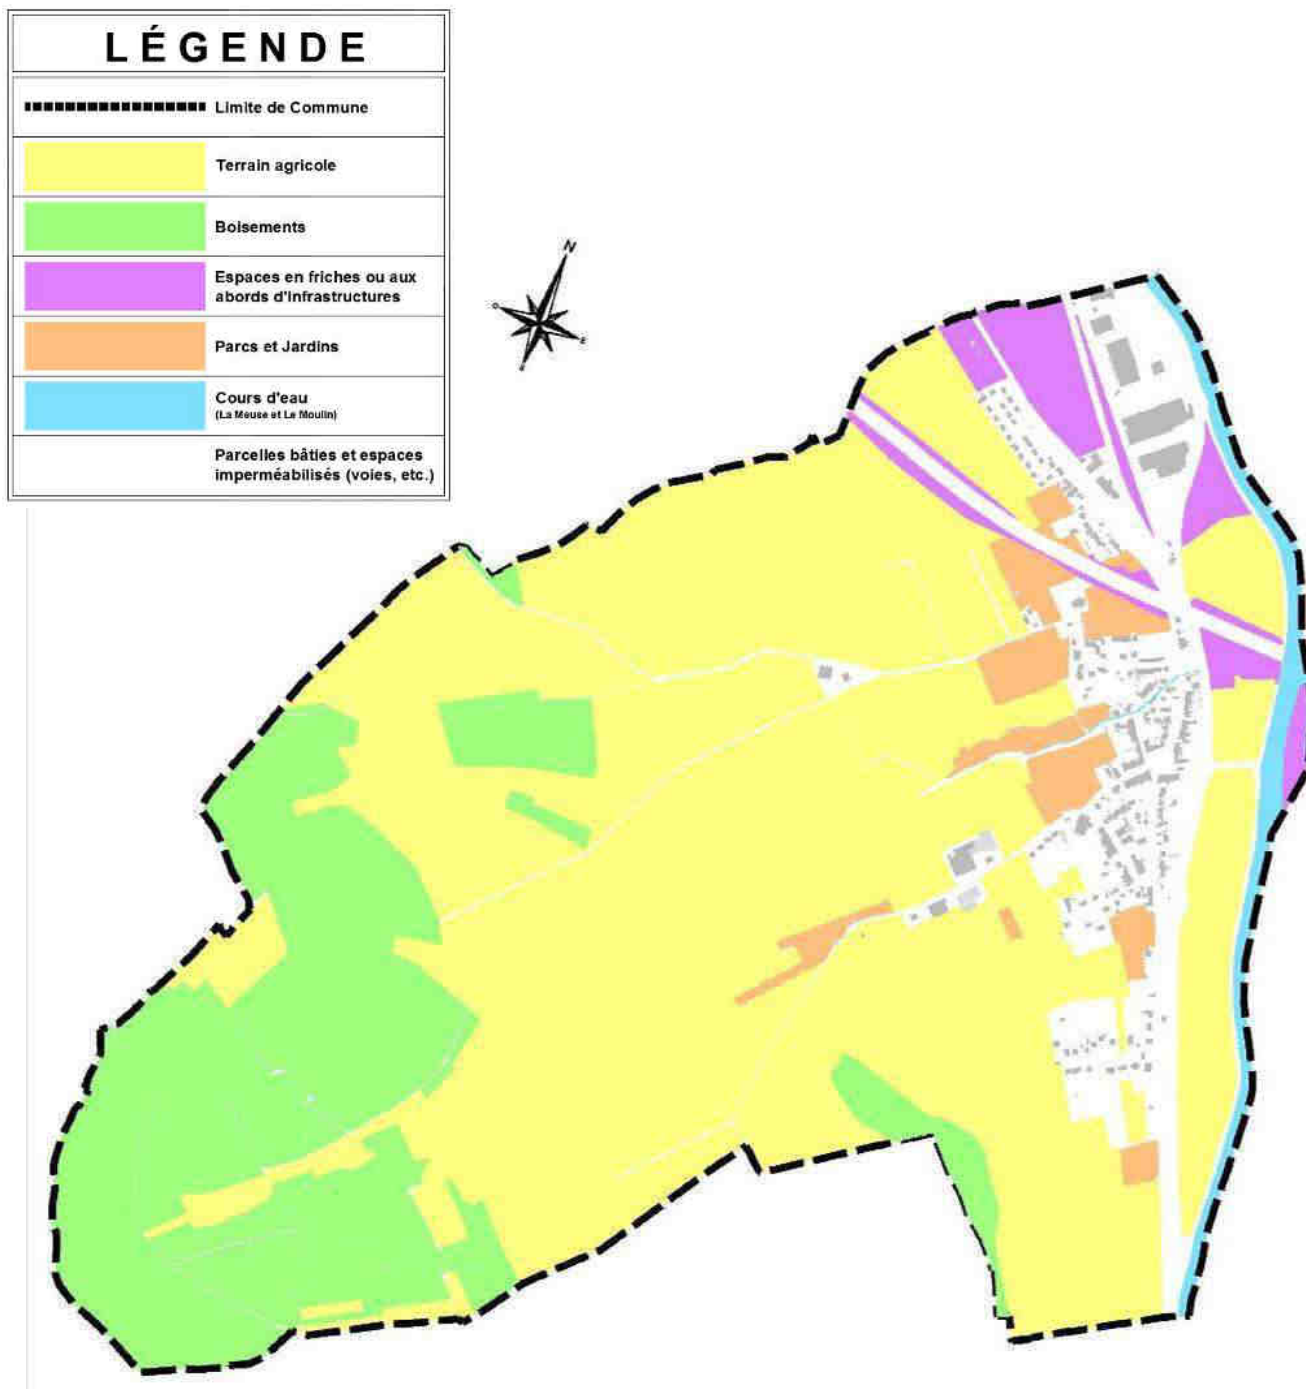 LÉGENDE
Limite de Commune
Terrain agricole
Boisements
Espaces en friches ou aux
abords d'infrastructures
Parcs et Jardins
Cours d'eau
(La Meuse et Le Moulin)
Parcelles bâties et espaces
imperméabilisés (voies, etc.)
N
O
E
S